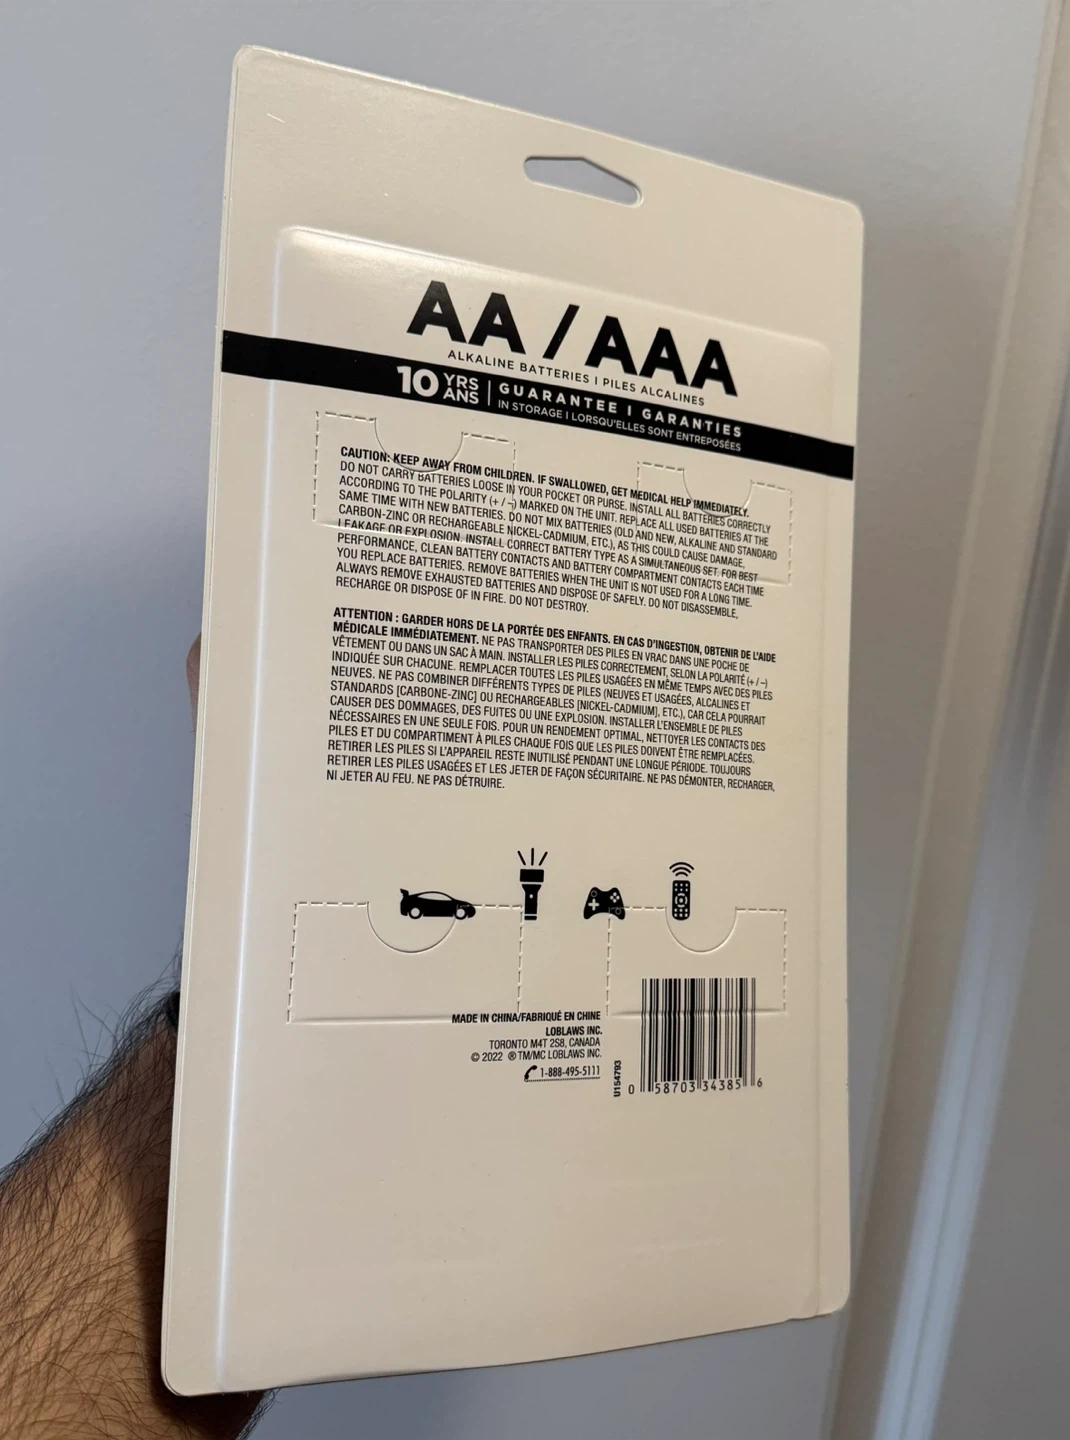 AA / AAA
ALKALINE BATTERIES | PILES ALCALINES
10 YRS ANS | GUARANTEE | GARANTIES
IN STORAGE | LORSQU'ELLES SONT ENTREPOSÉES
CAUTION: KEEP AWAY FROM CHILDREN. IF SWALLOWED, GET MEDICAL HELP IMMEDIATELY.
DO NOT CARRY BATTERIES LOOSE IN YOUR POCKET OR PURSE. INSTALL ALL BATTERIES CORRECTLY
ACCORDING TO THE POLARITY (+ / -) MARKED ON THE UNIT. REPLACE ALL USED BATTERIES AT THE
SAME TIME WITH NEW BATTERIES. DO NOT MIX BATTERIES (OLD AND NEW, ALKALINE AND STANDARD
CARBON-ZINC OR RECHARGEABLE NICKEL-CADMIUM, ETC.), AS THIS COULD CAUSE DAMAGE,
LEAKAGE OR EXPLOSION. INSTALL CORRECT BATTERY TYPE AS A SIMULTANEOUS SET. FOR BEST
PERFORMANCE, CLEAN BATTERY CONTACTS AND BATTERY COMPARTMENT CONTACTS EACH TIME
YOU REPLACE BATTERIES. REMOVE BATTERIES WHEN THE UNIT IS NOT USED FOR A LONG TIME.
ALWAYS REMOVE EXHAUSTED BATTERIES AND DISPOSE OF SAFELY. DO NOT DISASSEMBLE,
RECHARGE OR DISPOSE OF IN FIRE. DO NOT DESTROY.
ATTENTION : GARDER HORS DE LA PORTÉE DES ENFANTS. EN CAS D'INGESTION, OBTENIR DE L'AIDE
MÉDICALE IMMÉDIATEMENT. NE PAS TRANSPORTER DES PILES EN VRAC DANS UNE POCHE DE
VÊTEMENT OU DANS UN SAC À MAIN. INSTALLER LES PILES CORRECTEMENT, SELON LA POLARITÉ (+ / -)
INDIQUÉE SUR CHACUNE. REMPLACER TOUTES LES PILES USAGÉES EN MÊME TEMPS AVEC DES PILES
NEUVES. NE PAS COMBINER DIFFÉRENTS TYPES DE PILES (NEUVES ET USAGÉES, ALCALINES ET
STANDARDS [CARBONE-ZINC] OU RECHARGEABLES [NICKEL-CADMIUM], ETC.), CAR CELA POURRAIT
CAUSER DES DOMMAGES, DES FUITES OU UNE EXPLOSION. INSTALLER L'ENSEMBLE DE PILES
NÉCESSAIRES EN UNE SEULE FOIS. POUR UN RENDEMENT OPTIMAL, NETTOYER LES CONTACTS DES
PILES ET DU COMPARTIMENT À PILES CHAQUE FOIS QUE LES PILES DOIVENT ÊTRE REMPLACÉES.
RETIRER LES PILES SI L'APPAREIL RESTE INUTILISÉ PENDANT UNE LONGUE PÉRIODE. TOUJOURS
RETIRER LES PILES USAGÉES ET LES JETER DE FAÇON SÉCURITAIRE. NE PAS DÉMONTER, RECHARGER,
NI JETER AU FEU. NE PAS DÉTRUIRE.
MADE IN CHINA/FABRIQUÉ EN CHINE
LOBLAWS INC.
TORONTO M4T 2S8, CANADA
© 2022 ®TM/MC LOBLAWS INC.
1-888-495-5111
U154793
0 58703 34385 6